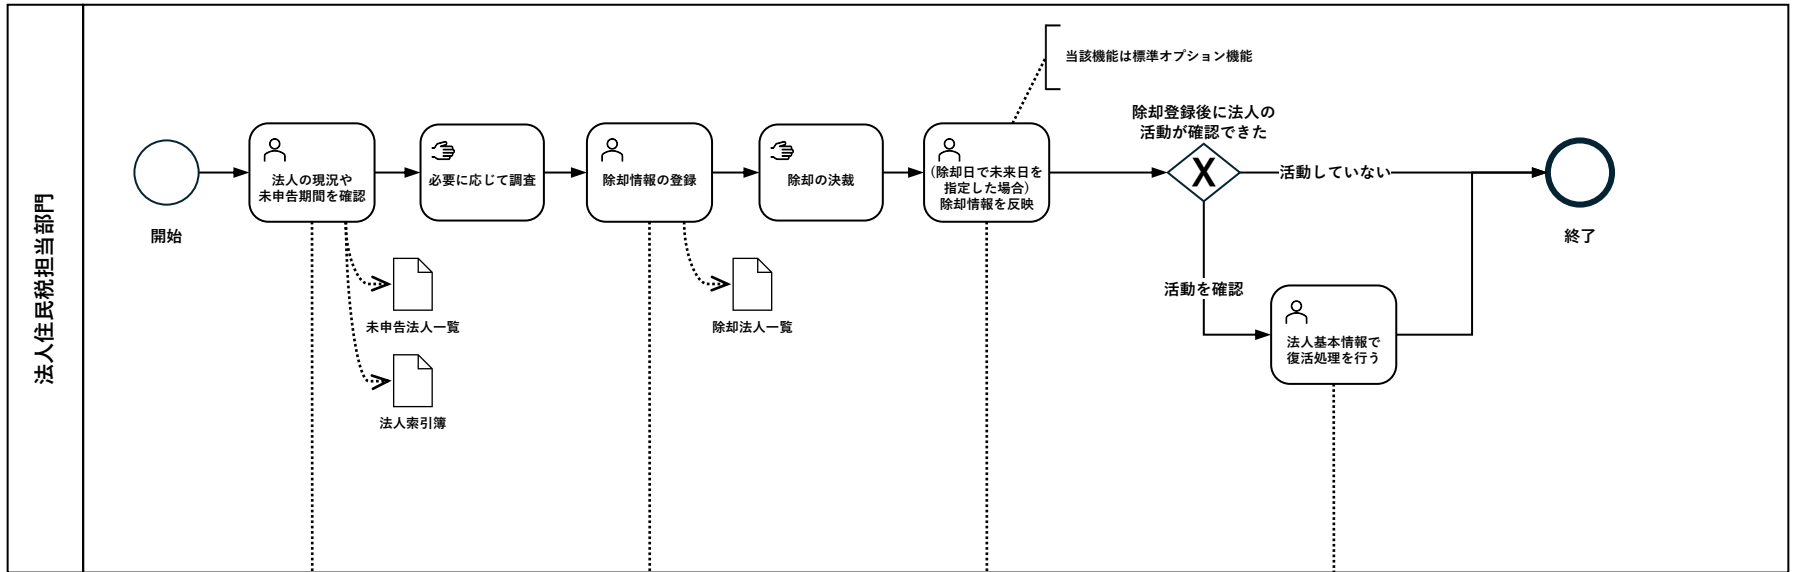 法人住民税担当部門
開始
法人の現況や
未申告期間を確認
未申告法人一覧
法人索引簿
必要に応じて調査
除却情報の登録
除却法人一覧
除却の決裁
当該機能は標準オプション機能
(除却日で未来日を
指定した場合)
除却情報を反映
除却登録後に法人の
活動が確認できた
X
活動していない
活動を確認
法人基本情報で
復活処理を行う
終了